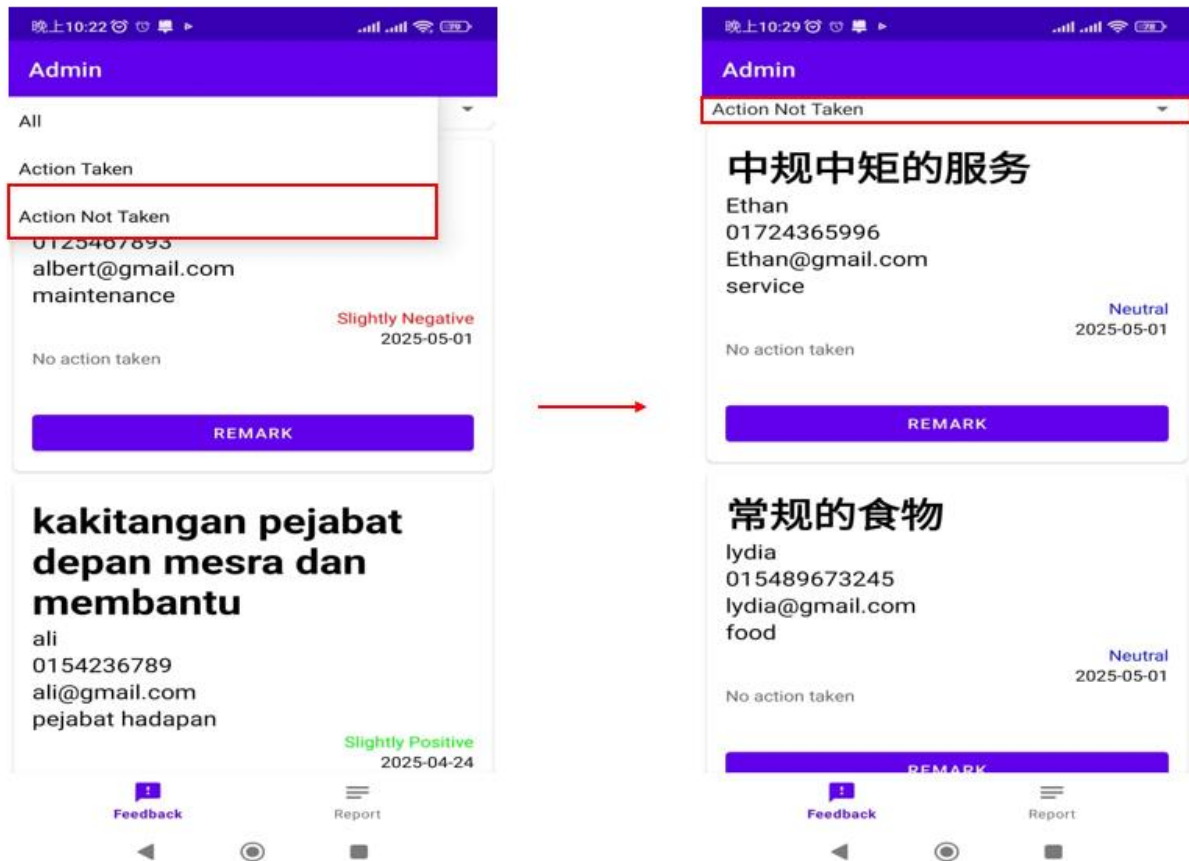 晚上10:22
79
Admin
All
Action Taken
Action Not Taken
0125467893
albert@gmail.com
maintenance
Slightly Negative
2025-05-01
No action taken
REMARK
kakitangan pejabat
depan mesra dan
membantu
ali
0154236789
ali@gmail.com
pejabat hadapan
Slightly Positive
2025-04-24
Feedback
Report
晚上10:29
78
Admin
Action Not Taken
中规中矩的服务
Ethan
01724365996
Ethan@gmail.com
service
Neutral
2025-05-01
No action taken
REMARK
常规的食物
lydia
015489673245
lydia@gmail.com
food
Neutral
2025-05-01
No action taken
REMARK
Feedback
Report